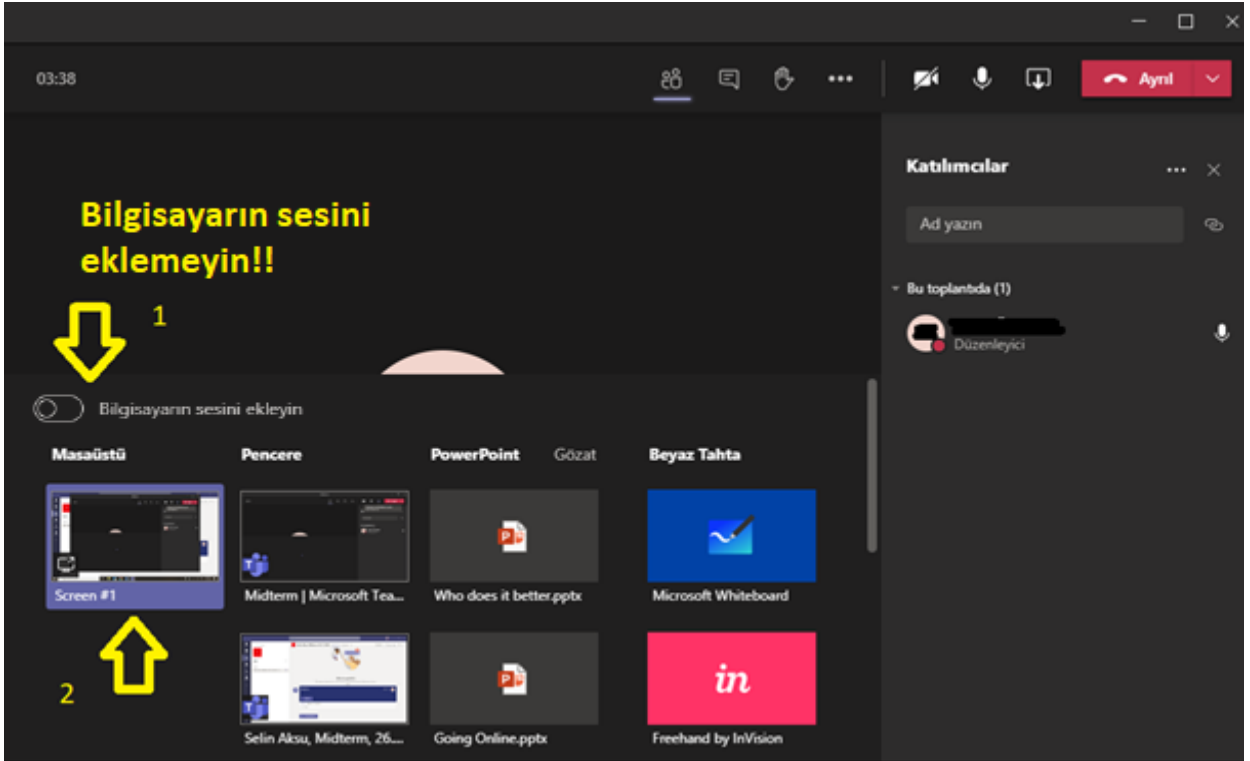 03:38
Ayrıl
Katılımcılar
Ad yazın
Bu toplantıda (1)
Düzenleyici
Bilgisayarın sesini
eklemeyin!!
1
Bilgisayarın sesini ekleyin
Masaüstü Pencere PowerPoint Gözat Beyaz Tahta
Screen #1 Midterm | Microsoft Tea... Who does it better.pptx Microsoft Whiteboard
2
in
Selin Aksu, Midterm, 26.... Going Online.pptx Freehand by InVision